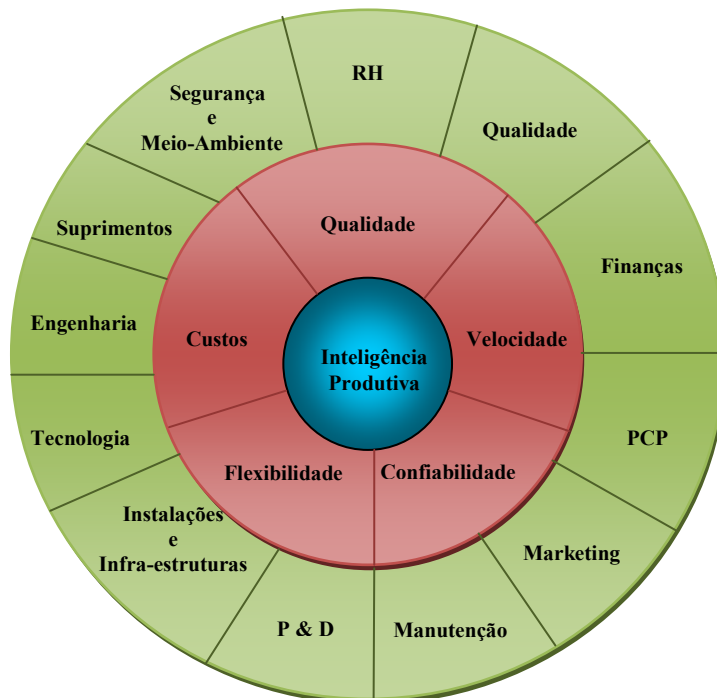 RH
Segurança
e
Meio-Ambiente
Qualidade
Suprimentos
Qualidade
Finanças
Engenharia
Custos
Inteligência
Produtiva
Velocidade
Tecnologia
Flexibilidade
Confiabilidade
PCP
Instalações
e
Infra-estruturas
Marketing
P & D
Manutenção